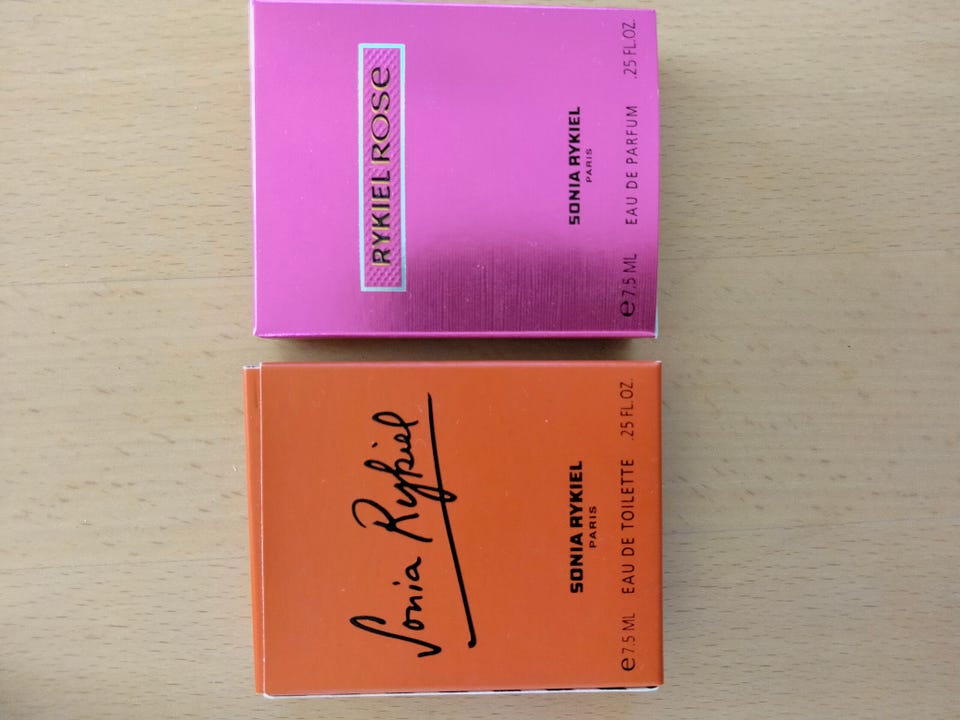 Sonia Rykiel
SONIA RYKIEL
PARIS
℮ 7.5 ML EAU DE TOILETTE .25 FL.OZ.
RYKIEL ROSE
SONIA RYKIEL
PARIS
℮ 7.5 ML EAU DE PARFUM .25 FL.OZ.